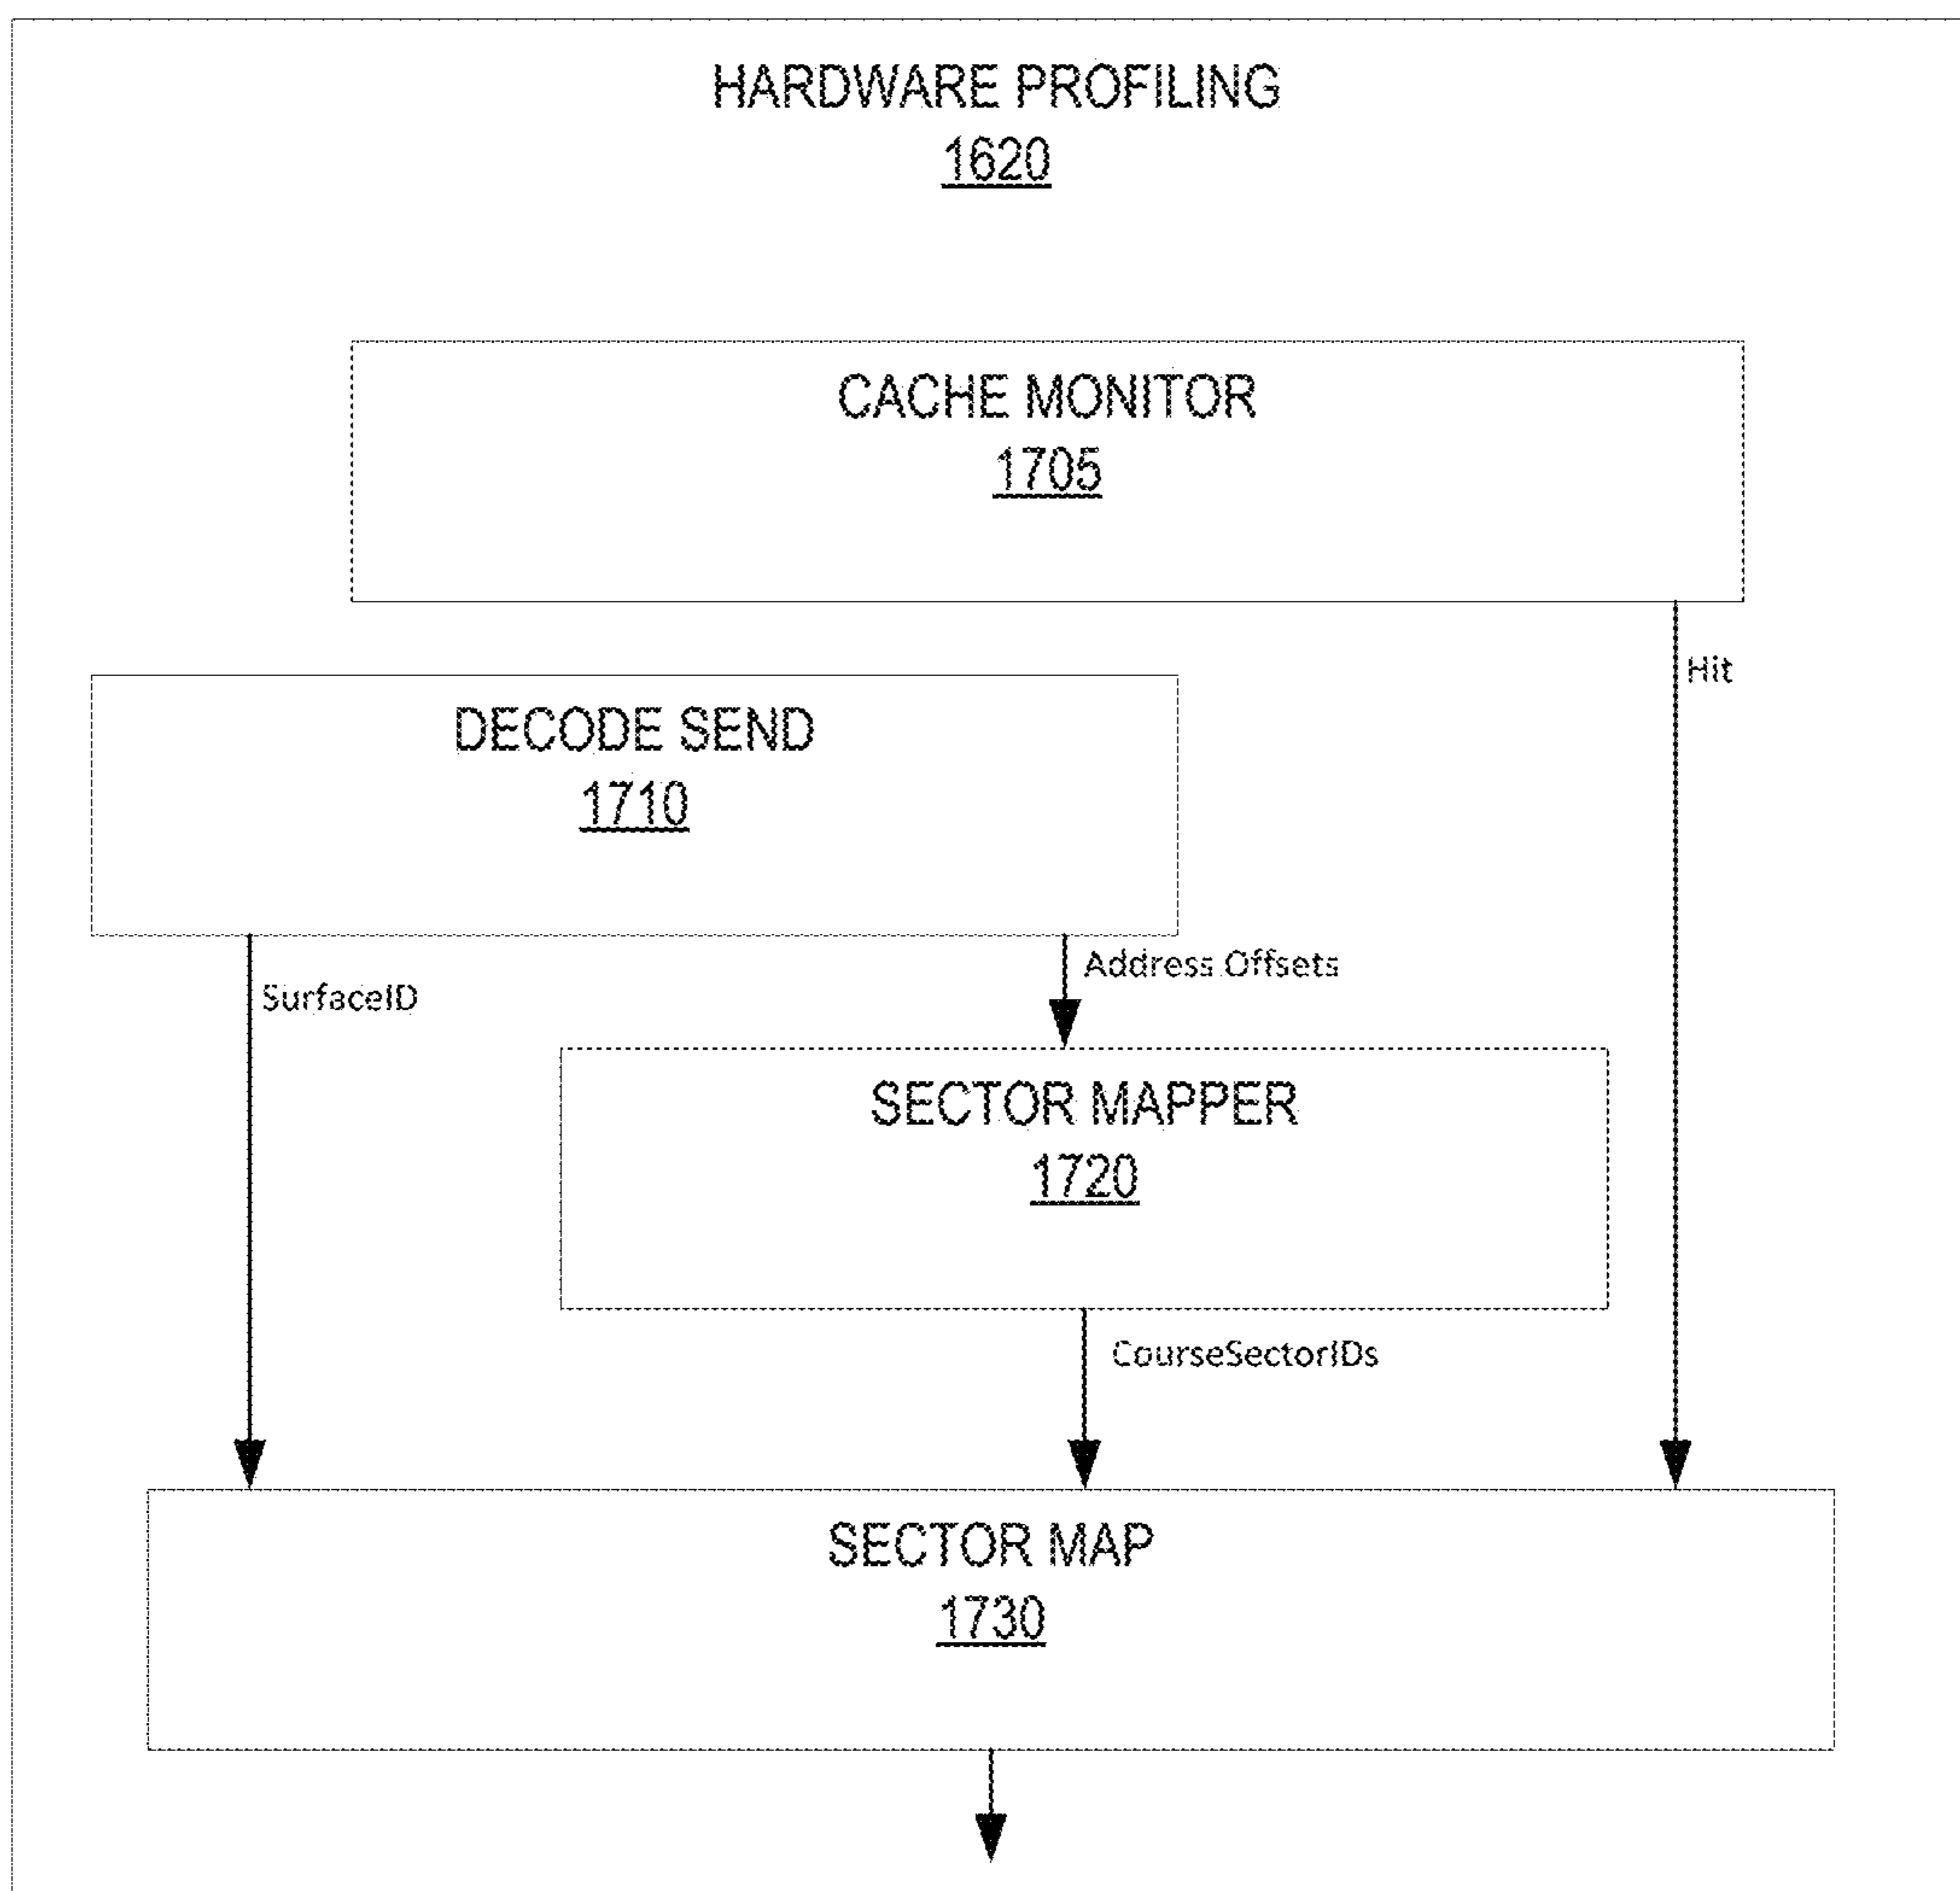 HARDWARE PROFILING
1620
CACHE MONITOR
1705
Hit
DECODE SEND
1710
Address Offsets
SurfaceID
SECTOR MAPPER
1720
CourseSectorIDs
SECTOR MAP
1730